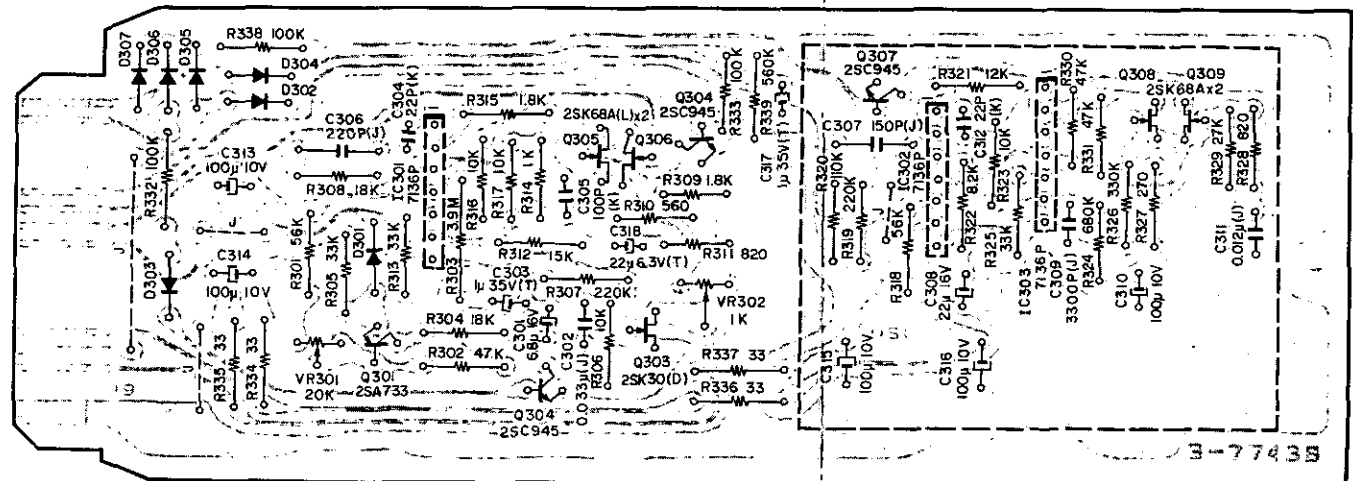 D307
D306
D305
R338 100K
D304
D302
C304
22P(K)
R315 1.8K
2SK68A(L)x2
Q304
2SC945
R333
100K
R339
560K
C317
1μ 35V(T)
Q307
2SC945
R321 12K
R330
47K
Q308
Q309
2SK68Ax2
C306
220P(J)
R332
100K
C313
100μ 10V
R308 18K
IC301
7136P
R316
10K
R317
10K
R314
1K
Q305
Q306
C305
100P
(K)
R309 1.8K
R310 560
C307 150P(J)
R320
10K
R319
220K
IC302
7136P
C312 22P
(K)
R323
10K
R322
8.2K
R331
47K
R329 27K
R328 820
J
J
R301
56K
R305
33K
D301
R313
33K
R303
3.9M
R312
15K
C318
22μ 6.3V(T)
R311 820
J
R318
56K
R325
33K
IC303
7136P
C309
3300P(J)
R324
680K
R326
330K
R327
270
C311
0.012μ(J)
D303
C314
100μ 10V
C303
1μ 35V(T)
R307 220K
VR302
1K
C308
22μ 16V
C310
100μ 10V
J
R335 33
R334 33
VR301
20K
Q301
2SA733
R304 18K
R302 47K
C301
6.8μ 16V
C302
0.033μ(J)
R306
10K
Q303
2SK30(D)
R337 33
R336 33
C315
100μ 10V
C316
100μ 10V
Q304
2SC945
3-7743S